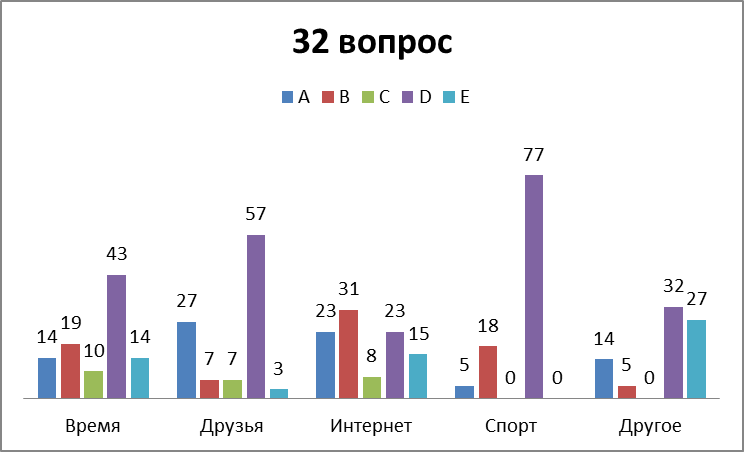 32 вопрос
A B C D E
14 19 10 43 14
27 7 7 57 3
23 31 8 23 15
5 18 0 77 0
14 5 0 32 27
Время Друзья Интернет Спорт Другое